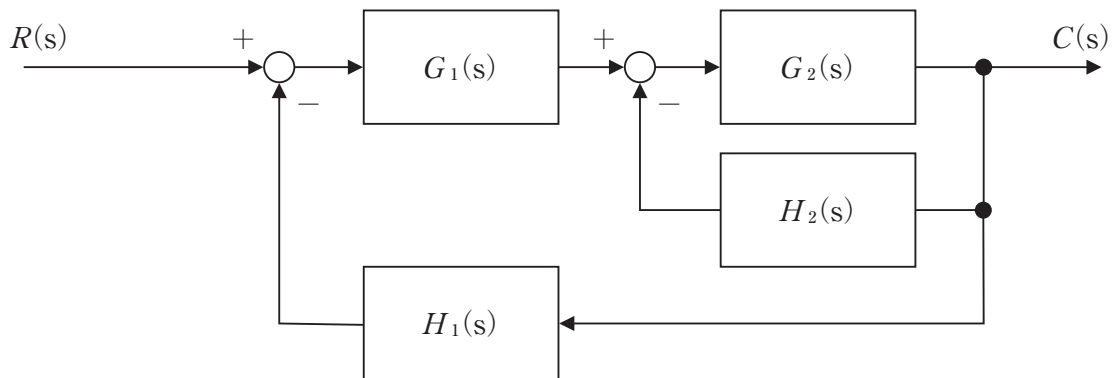 R(s)
+
−
G₁(s)
+
−
G₂(s)
C(s)
H₂(s)
H₁(s)